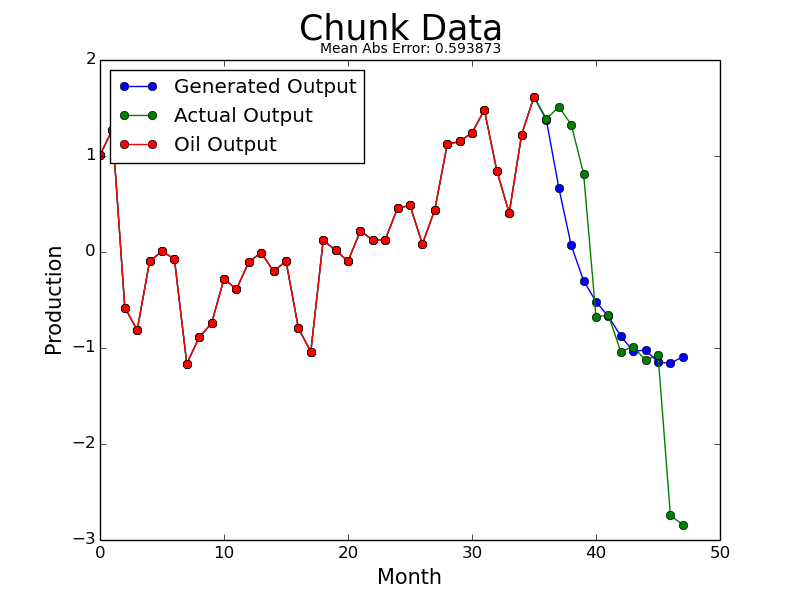 Chunk Data
Mean Abs Error: 0.593873
Generated Output
Actual Output
Oil Output
2
1
0
−1
−2
−3
Production
0 10 20 30 40 50
Month